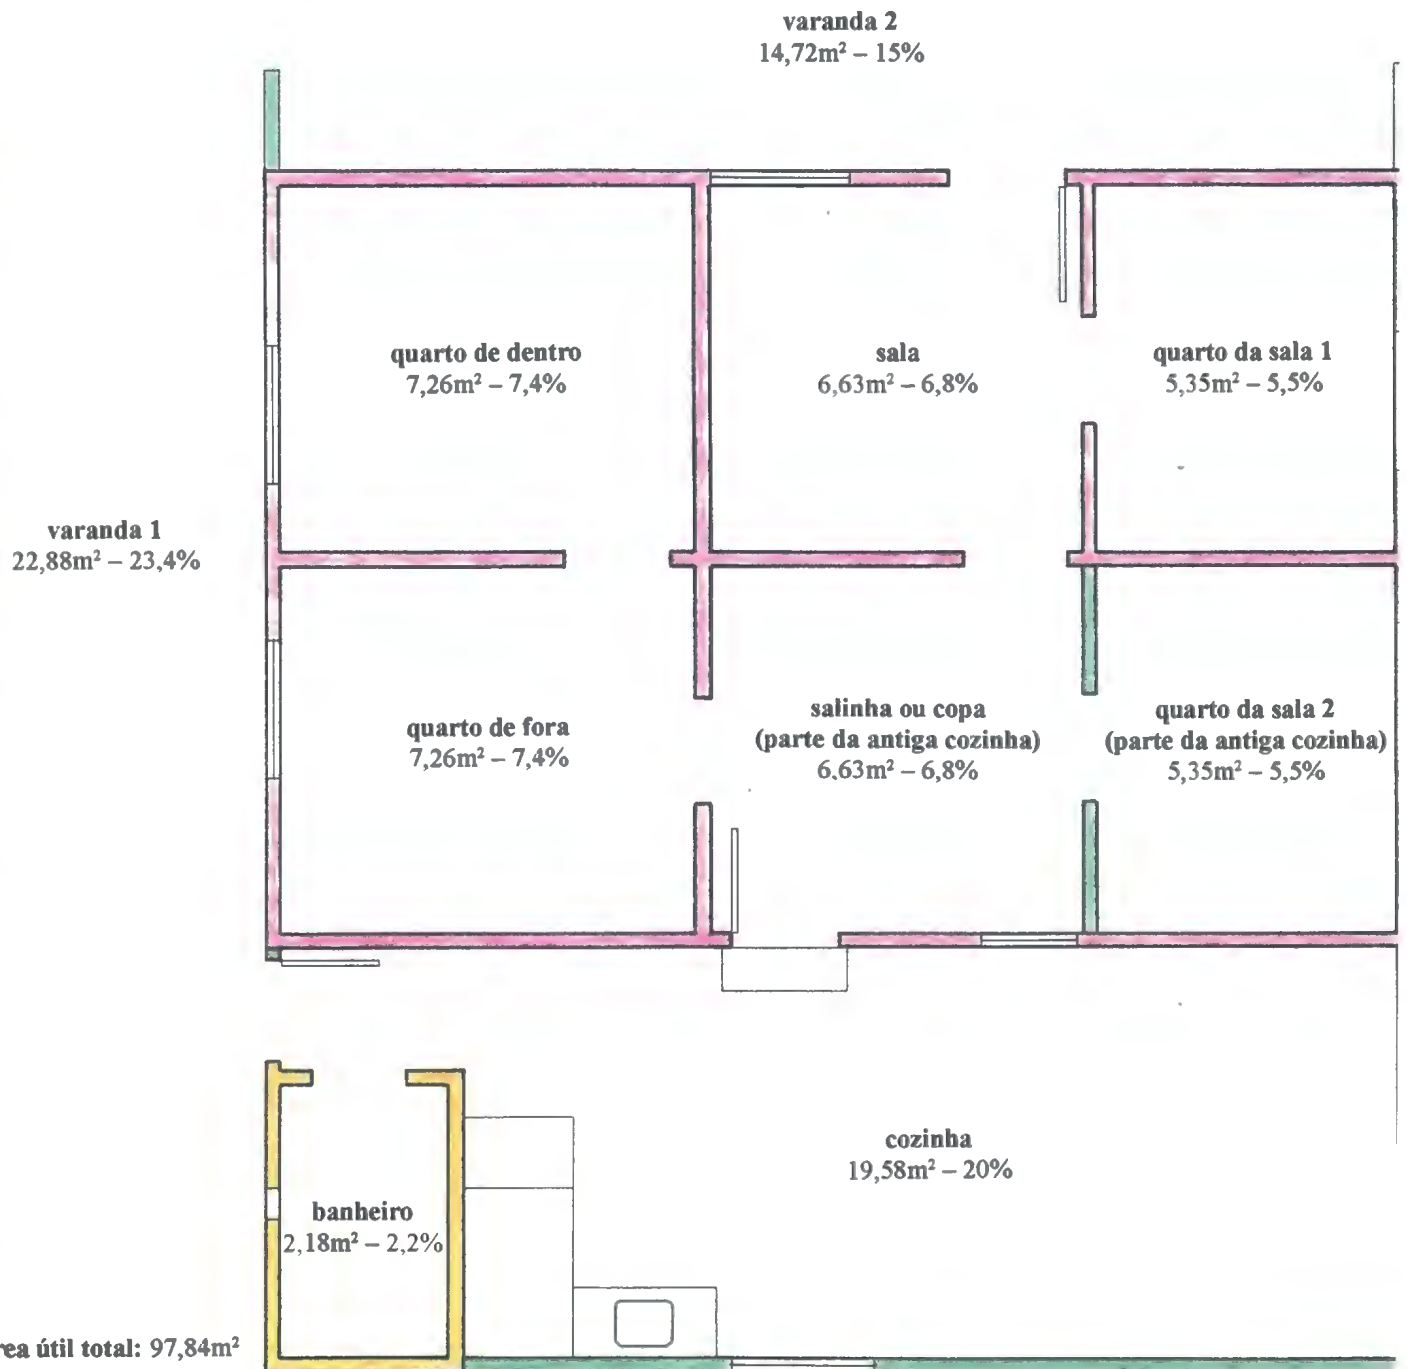 varanda 2
14,72m² – 15%
quarto de dentro
7,26m² – 7,4%
sala
6,63m² – 6,8%
quarto da sala 1
5,35m² – 5,5%
varanda 1
22,88m² – 23,4%
quarto de fora
7,26m² – 7,4%
salinha ou copa
(parte da antiga cozinha)
6.63m² – 6,8%
quarto da sala 2
(parte da antiga cozinha)
5,35m² – 5,5%
cozinha
19,58m² – 20%
banheiro
2,18m² – 2,2%
rea útil total: 97,84m²